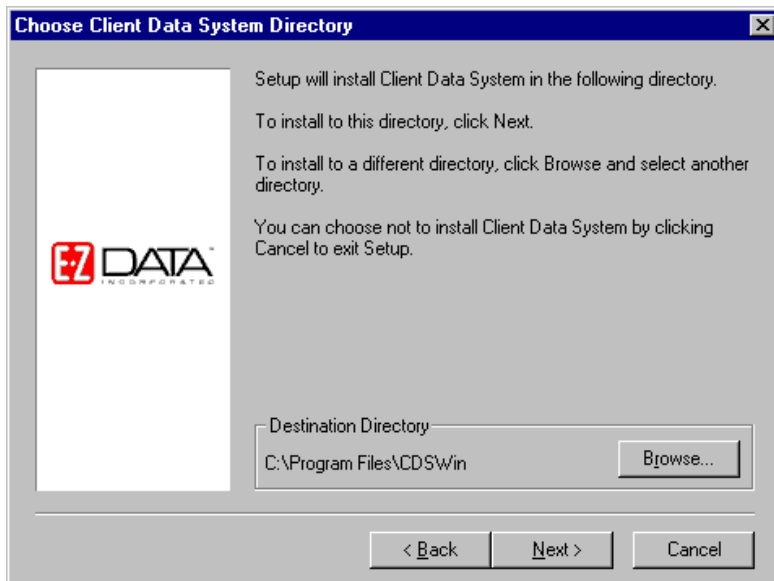 Choose Client Data System Directory
Setup will install Client Data System in the following directory.
To install to this directory, click Next.
To install to a different directory, click Browse and select another
directory.
You can choose not to install Client Data System by clicking
Cancel to exit Setup.
E-Z DATA™
INCORPORATED
Destination Directory
C:\Program Files\CDSWin
Browse...
< Back
Next >
Cancel